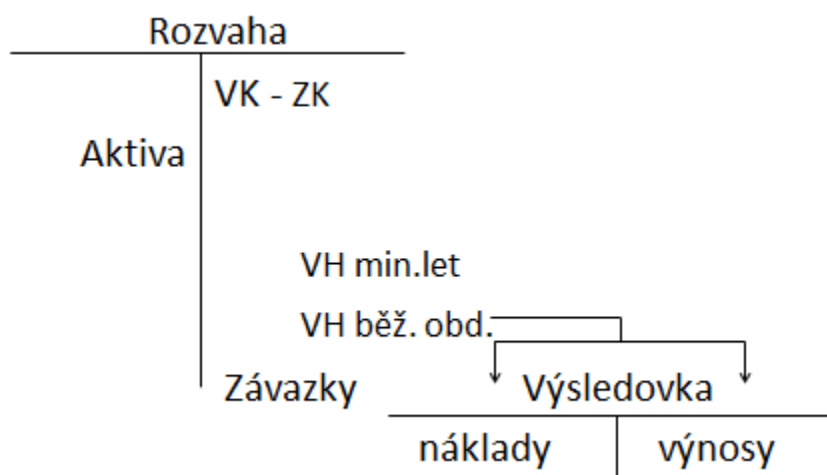 Rozvaha
VK - ZK
Aktiva
VH min.let
VH běž. obd.
Závazky
Výsledovka
náklady
výnosy